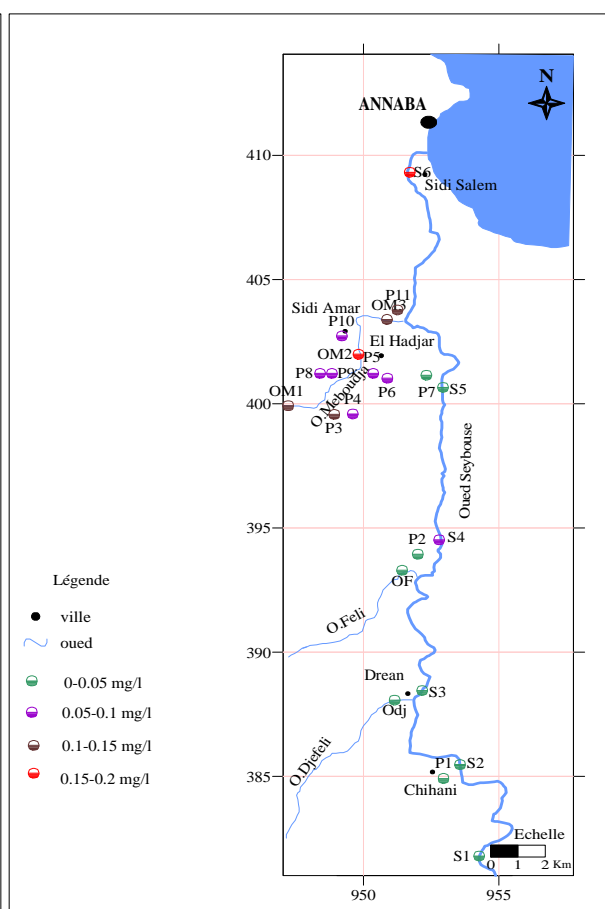 N
ANNABA
410
S6
Sidi Salem
405
P11
Sidi Amar
OM3
P10
El Hadjar
OM2
P5
P8
P9
P6
P7
S5
OM1
O.Meboudja
P4
400
P3
Oued Seybouse
395
P2
S4
OF
O.Feli
390
Drean
S3
Odj
O.Djefeli
P1
S2
385
Chihani
Echelle
S1
0 1 2 Km
950
955
Légende
ville
oued
0-0.05 mg/l
0.05-0.1 mg/l
0.1-0.15 mg/l
0.15-0.2 mg/l